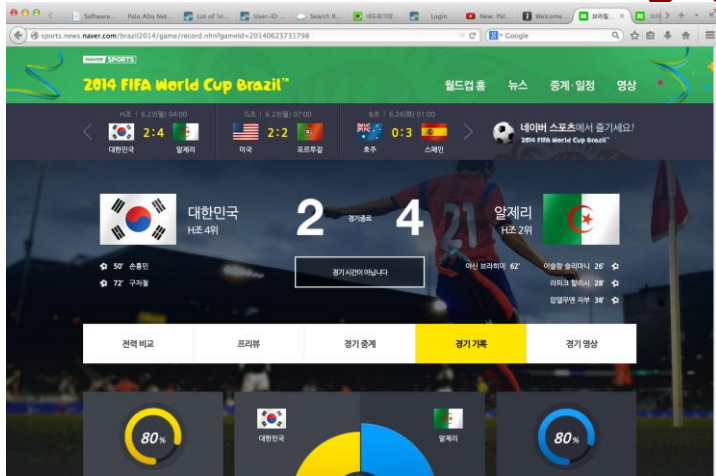 Software...
Palo Alto Net...
List of 'in...
User-ID ...
Search R...
네트워크장...
Login
New: Pal...
Welcome...
브라질...
sports.news.naver.com/brazil2014/game/record.nhn?gameId=20140623731798
Google
NAVER SPORTS
2014 FIFA World Cup Brazil™
월드컵 홈
뉴스
중계·일정
영상
H조 | 6.23(월) 04:00
G조 | 6.23(월) 07:00
B조 | 6.24(화) 01:00
2:4
2:2
0:3
대한민국
알제리
미국
포르투갈
호주
스페인
네이버 스포츠에서 즐기세요!
2014 FIFA World Cup Brazil™
대한민국
H조 4위
2
경기종료
4
알제리
H조 2위
경기 시간이 아닙니다
50' 손흥민
72' 구자철
야신 브라히미 62'
이슬람 슬리마니 26'
라피크 할리시 28'
압델무멘 자부 38'
21
전력 비교
프리뷰
경기 중계
경기 기록
경기 영상
80%
대한민국
알제리
80%